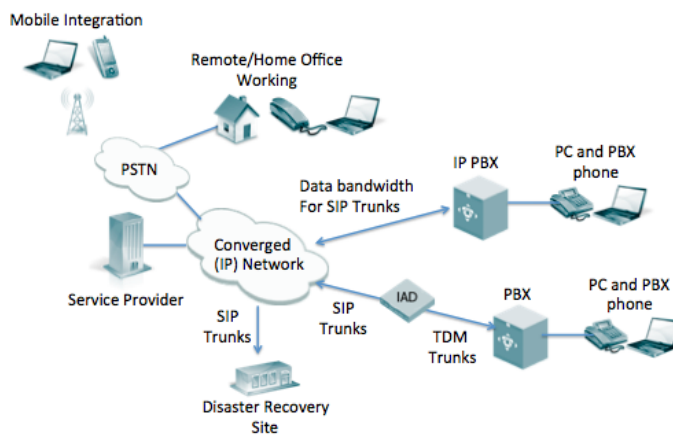 Mobile Integration
Remote/Home Office
Working
PSTN
IP PBX
PC and PBX
phone
Data bandwidth
For SIP Trunks
Converged
(IP) Network
Service Provider
SIP
Trunks
SIP
Trunks
IAD
TDM
Trunks
PBX
PC and PBX
phone
Disaster Recovery
Site